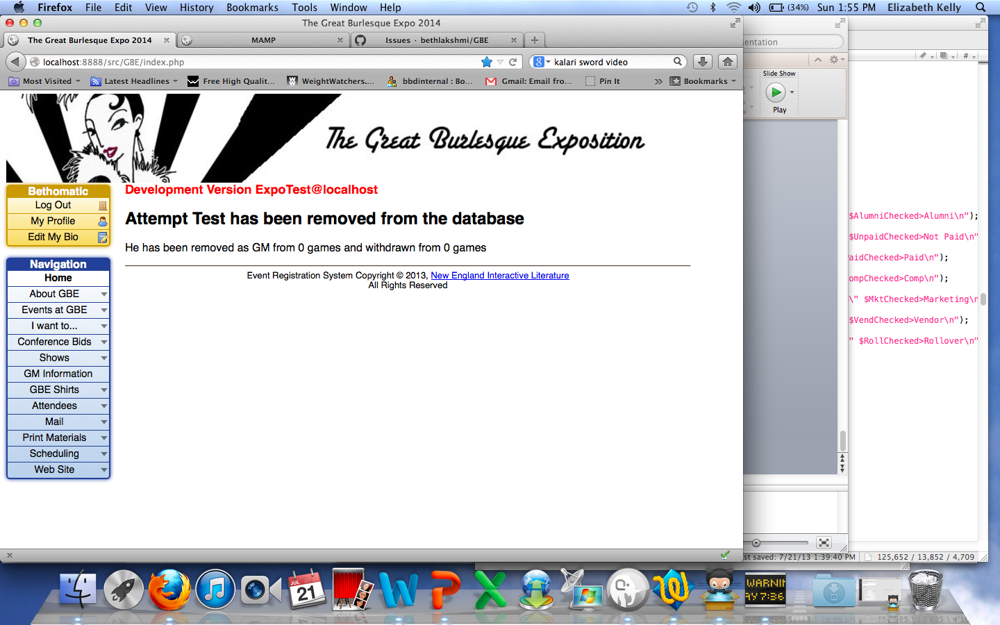 Firefox File Edit View History Bookmarks Tools Window Help (34%) Sun 1:55 PM Elizabeth Kelly
The Great Burlesque Expo 2014
The Great Burlesque Expo 2014 MAMP Issues · bethlakshmi/GBE
localhost:8888/src/GBE/index.php kalari sword video
Most Visited Latest Headlines Free High Qualit... WeightWatchers.... bbdinternal : Bo... Gmail: Email fro... Pin It Bookmarks
The Great Burlesque Exposition
Bethomatic
Log Out
My Profile
Edit My Bio
Navigation
Home
About GBE
Events at GBE
I want to...
Conference Bids
Shows
GM Information
GBE Shirts
Attendees
Mail
Print Materials
Scheduling
Web Site
Development Version ExpoTest@localhost
Attempt Test has been removed from the database
He has been removed as GM from 0 games and withdrawn from 0 games
Event Registration System Copyright © 2013, New England Interactive Literature
All Rights Reserved
entation
Slide Show
Play
#
$AlumniChecked>Alumni\n");
$UnpaidChecked>Not Paid\n"
aidChecked>Paid\n");
ompChecked>Comp\n");
\" $MktChecked>Marketing\n
$VendChecked>Vendor\n");
" $RollChecked>Rollover\n"
st saved: 7/21/13 1:39:40 PM 125,652 / 13,852 / 4,709
JUL
21
WARNIN
AY 7:36